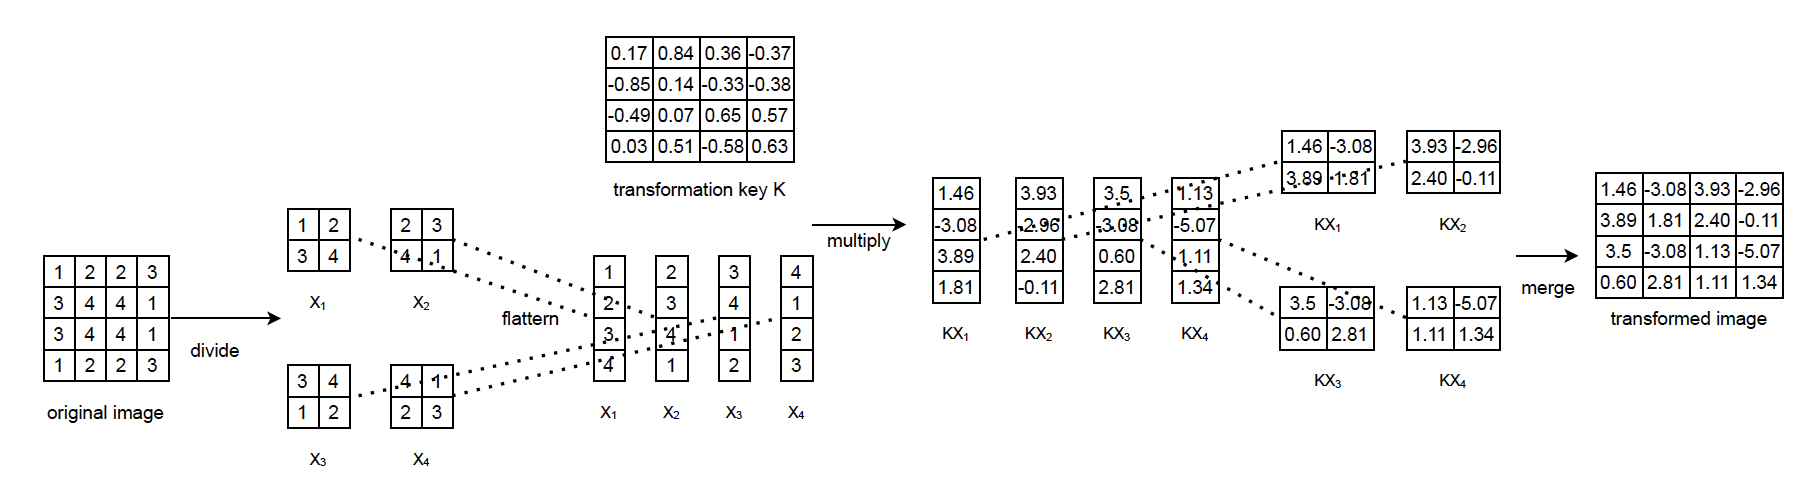 1 2 2 3
3 4 4 1
3 4 4 1
1 2 2 3
original image
divide
1 2
3 4
X₁
2 3
4 1
X₂
3 4
1 2
X₃
4 1
2 3
X₄
flattern
0.17 0.84 0.36 -0.37
-0.85 0.14 -0.33 -0.38
-0.49 0.07 0.65 0.57
0.03 0.51 -0.58 0.63
transformation key K
1 2 3 4
2 3 4 1
3 4 1 2
4 1 2 3
X₁ X₂ X₃ X₄
multiply
1.46 3.93 3.5 1.13
-3.08 -2.96 -3.08 -5.07
3.89 2.40 0.60 1.11
1.81 -0.11 2.81 1.34
KX₁ KX₂ KX₃ KX₄
1.46 -3.08
3.89 1.81
KX₁
3.93 -2.96
2.40 -0.11
KX₂
3.5 -3.08
0.60 2.81
KX₃
1.13 -5.07
1.11 1.34
KX₄
merge
1.46 -3.08 3.93 -2.96
3.89 1.81 2.40 -0.11
3.5 -3.08 1.13 -5.07
0.60 2.81 1.11 1.34
transformed image